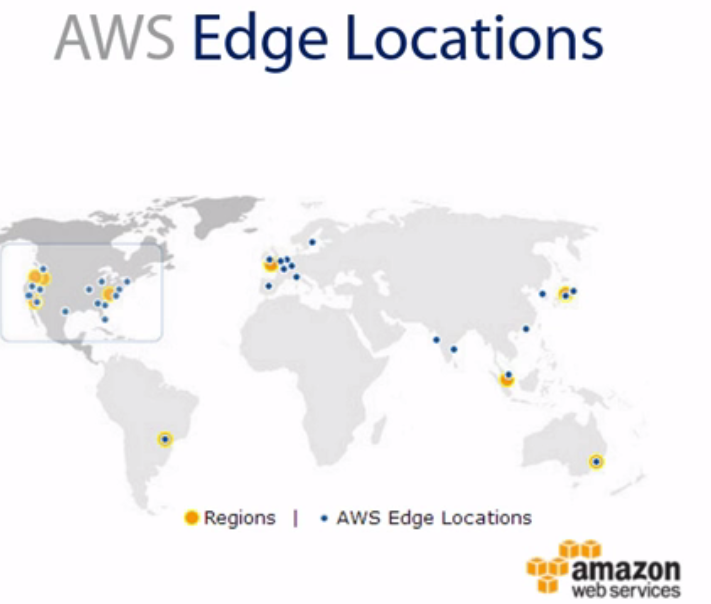 AWS Edge Locations
Regions | AWS Edge Locations
amazon
web services